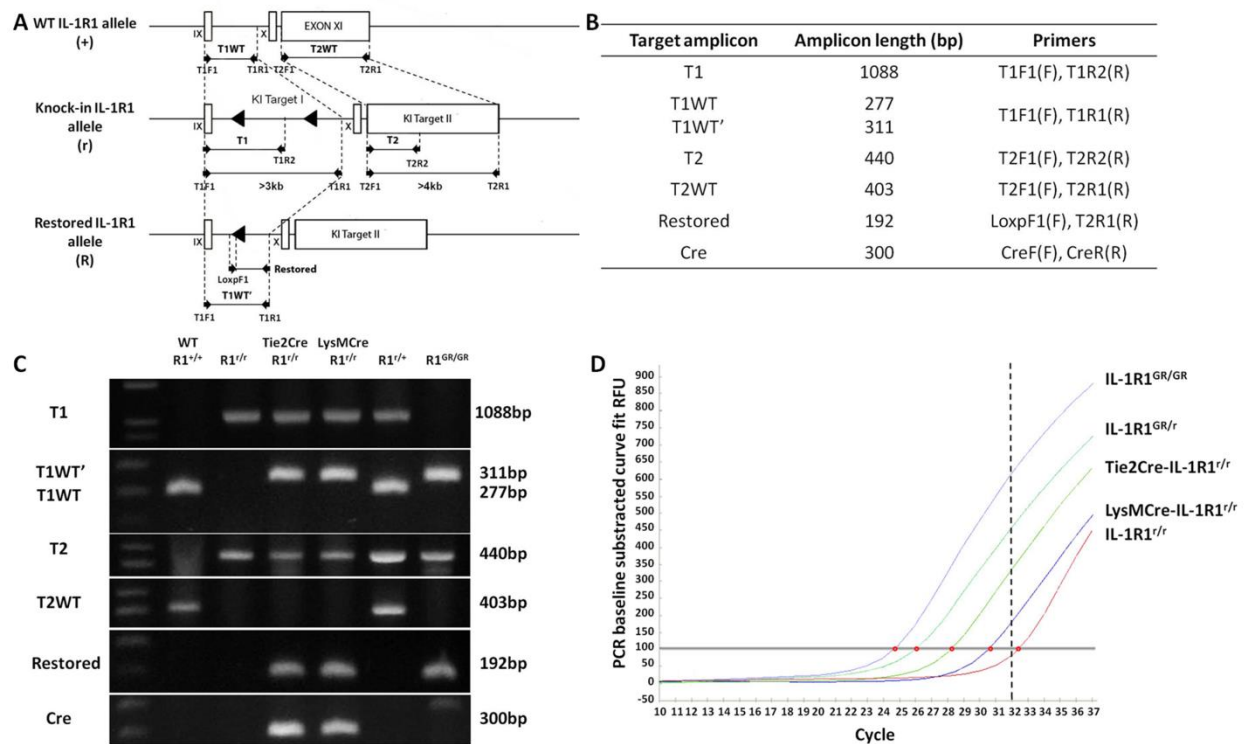 A
WT IL-1R1 allele
(+)
IX
X
EXON XI
T1WT
T2WT
T1F1
T1R1
T2F1
T2R1
Knock-in IL-1R1
allele
(r)
KI Target I
IX
X
KI Target II
T1
T2
T1R2
T2R2
T1F1
>3kb
T1R1
T2F1
>4kb
T2R1
Restored IL-1R1
allele
(R)
IX
X
KI Target II
Restored
LoxpF1
T1WT'
T1F1
T1R1
B
Target amplicon Amplicon length (bp) Primers
T1 1088 T1F1(F), T1R2(R)
T1WT 277
T1F1(F), T1R1(R)
T1WT' 311
T2 440 T2F1(F), T2R2(R)
T2WT 403 T2F1(F), T2R1(R)
Restored 192 LoxpF1(F), T2R1(R)
Cre 300 CreF(F), CreR(R)
C
WT Tie2Cre LysMCre
R1+/+ R1r/r R1r/r R1r/r R1r/+ R1GR/GR
T1 1088bp
T1WT' 311bp
T1WT 277bp
T2 440bp
T2WT 403bp
Restored 192bp
Cre 300bp
D
PCR baseline substracted curve fit RFU
900
850
800
750
700
650
600
550
500
450
400
350
300
250
200
150
100
50
0
-50
10 11 12 13 14 15 16 17 18 19 20 21 22 23 24 25 26 27 28 29 30 31 32 33 34 35 36 37
Cycle
IL-1R1GR/GR
IL-1R1GR/r
Tie2Cre-IL-1R1r/r
LysMCre-IL-1R1r/r
IL-1R1r/r